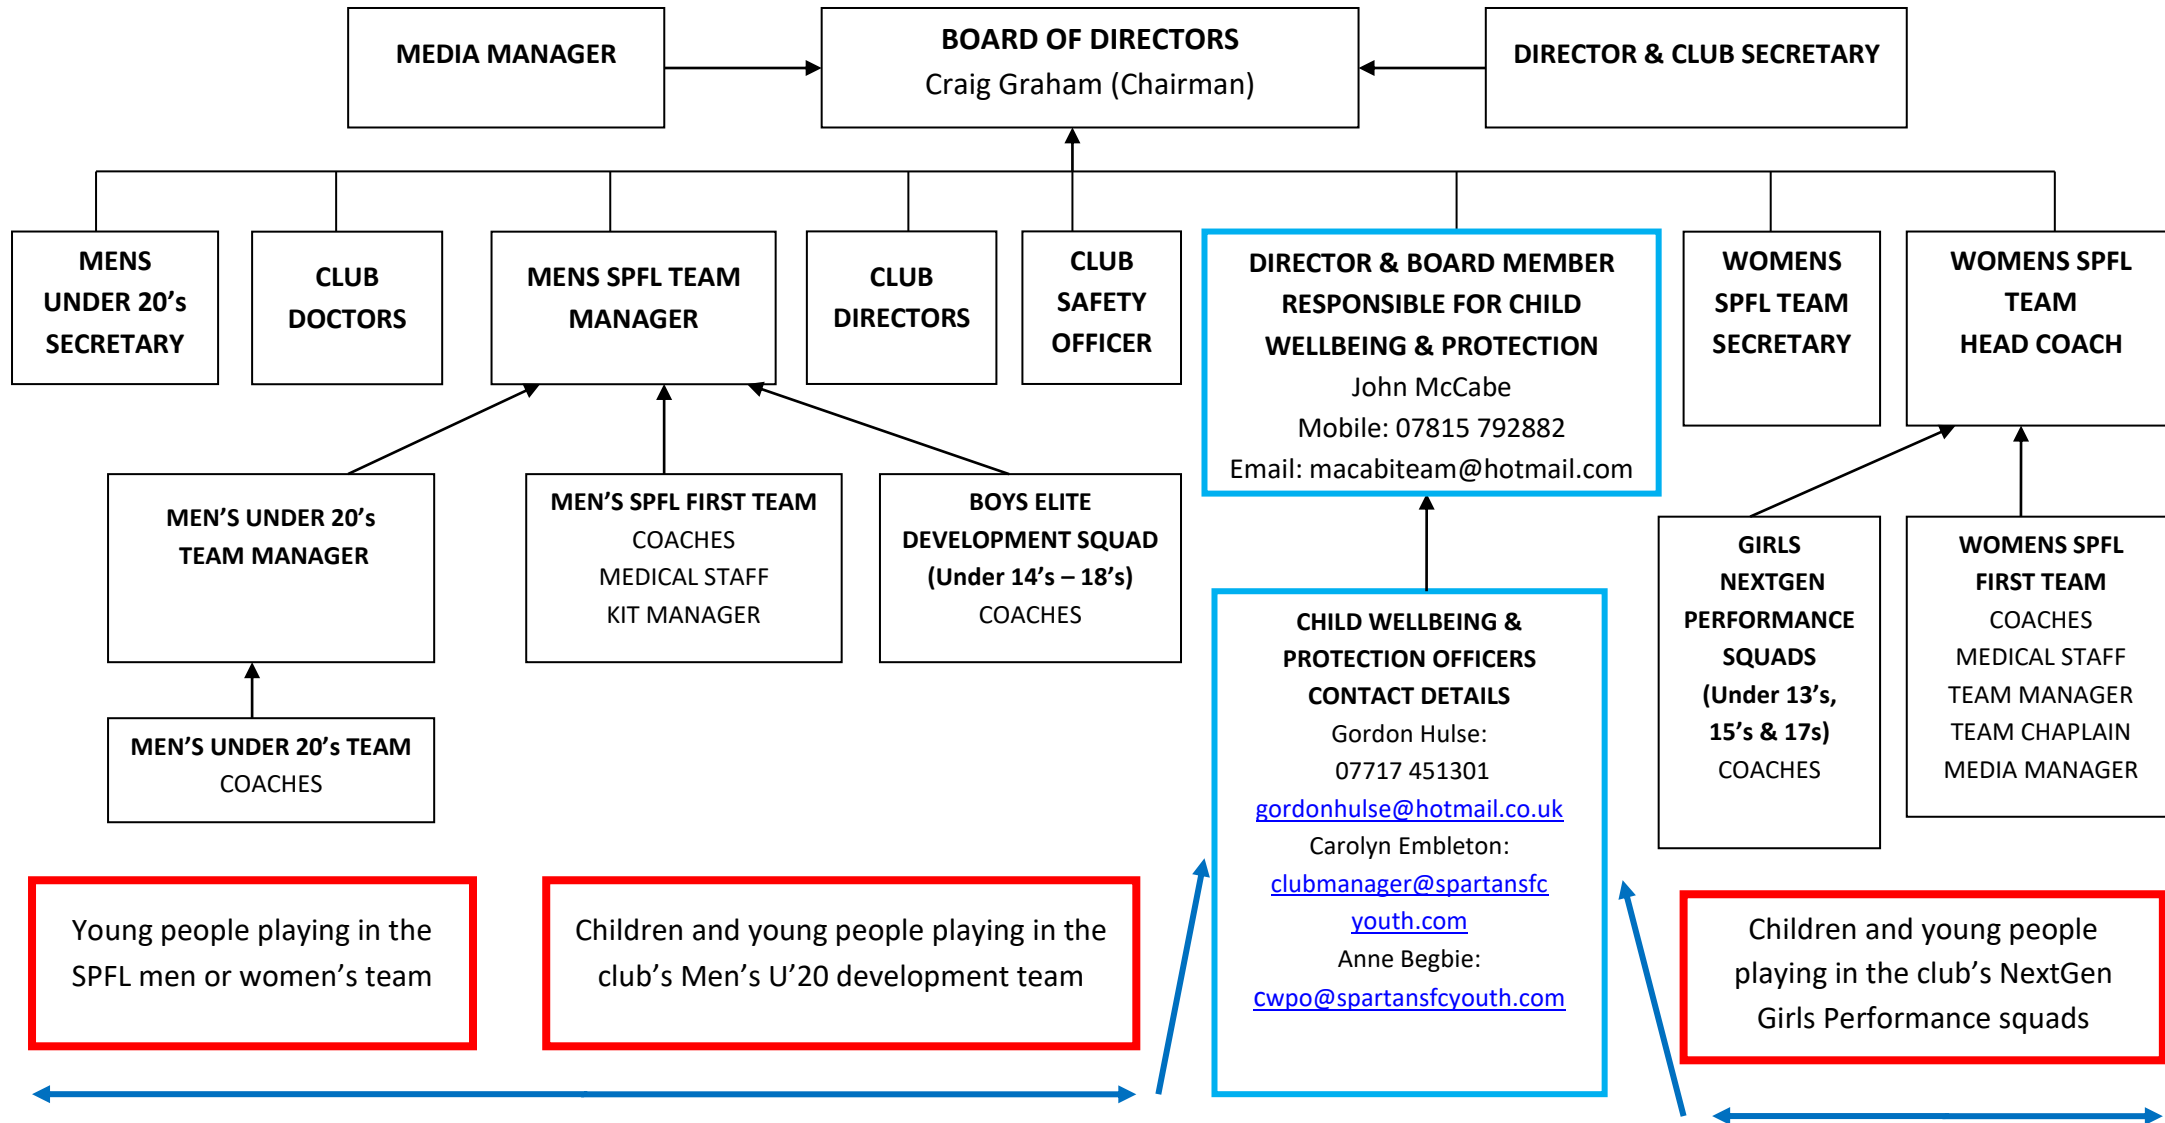 MEDIA MANAGER
BOARD OF DIRECTORS
Craig Graham (Chairman)
DIRECTOR & CLUB SECRETARY
MENS
UNDER 20’s
SECRETARY
CLUB
DOCTORS
MENS SPFL TEAM
MANAGER
CLUB
DIRECTORS
CLUB
SAFETY
OFFICER
DIRECTOR & BOARD MEMBER
RESPONSIBLE FOR CHILD
WELLBEING & PROTECTION
John McCabe
Mobile: 07815 792882
Email: macabiteam@hotmail.com
WOMENS
SPFL TEAM
SECRETARY
WOMENS SPFL
TEAM
HEAD COACH
MEN’S UNDER 20’s
TEAM MANAGER
MEN’S SPFL FIRST TEAM
COACHES
MEDICAL STAFF
KIT MANAGER
BOYS ELITE
DEVELOPMENT SQUAD
(Under 14’s – 18’s)
COACHES
CHILD WELLBEING &
PROTECTION OFFICERS
CONTACT DETAILS
Gordon Hulse:
07717 451301
gordonhulse@hotmail.co.uk
Carolyn Embleton:
clubmanager@spartansfc
youth.com
Anne Begbie:
cwpo@spartansfcyouth.com
GIRLS
NEXTGEN
PERFORMANCE
SQUADS
(Under 13’s,
15’s & 17s)
COACHES
WOMENS SPFL
FIRST TEAM
COACHES
MEDICAL STAFF
TEAM MANAGER
TEAM CHAPLAIN
MEDIA MANAGER
MEN’S UNDER 20’s TEAM
COACHES
Young people playing in the
SPFL men or women’s team
Children and young people playing in the
club’s Men’s U’20 development team
Children and young people
playing in the club’s NextGen
Girls Performance squads